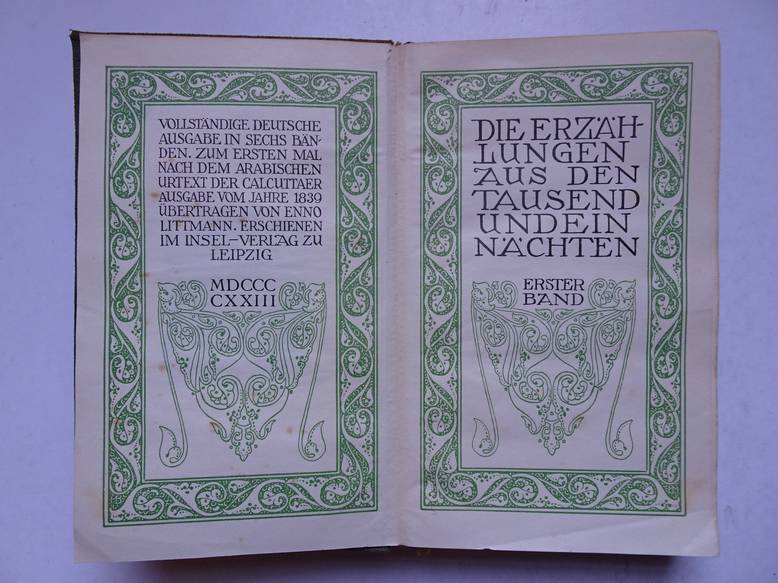 VOLLSTÄNDIGE DEUTSCHE
AUSGABE IN SECHS BÄN-
DEN. ZUM ERSTEN MAL
NACH DEM ARABISCHEN
URTEXT DER CALCUTTAER
AUSGABE VOM JAHRE 1839
ÜBERTRAGEN VON ENNO
LITTMANN. ERSCHIENEN
IM INSEL-VERLAG ZU
LEIPZIG
MDCCC
CXXIII
DIE ERZÄH-
LUNGEN
AUS DEN
TAUSEND
UNDEIN
NÄCHTEN
ERSTER
BAND